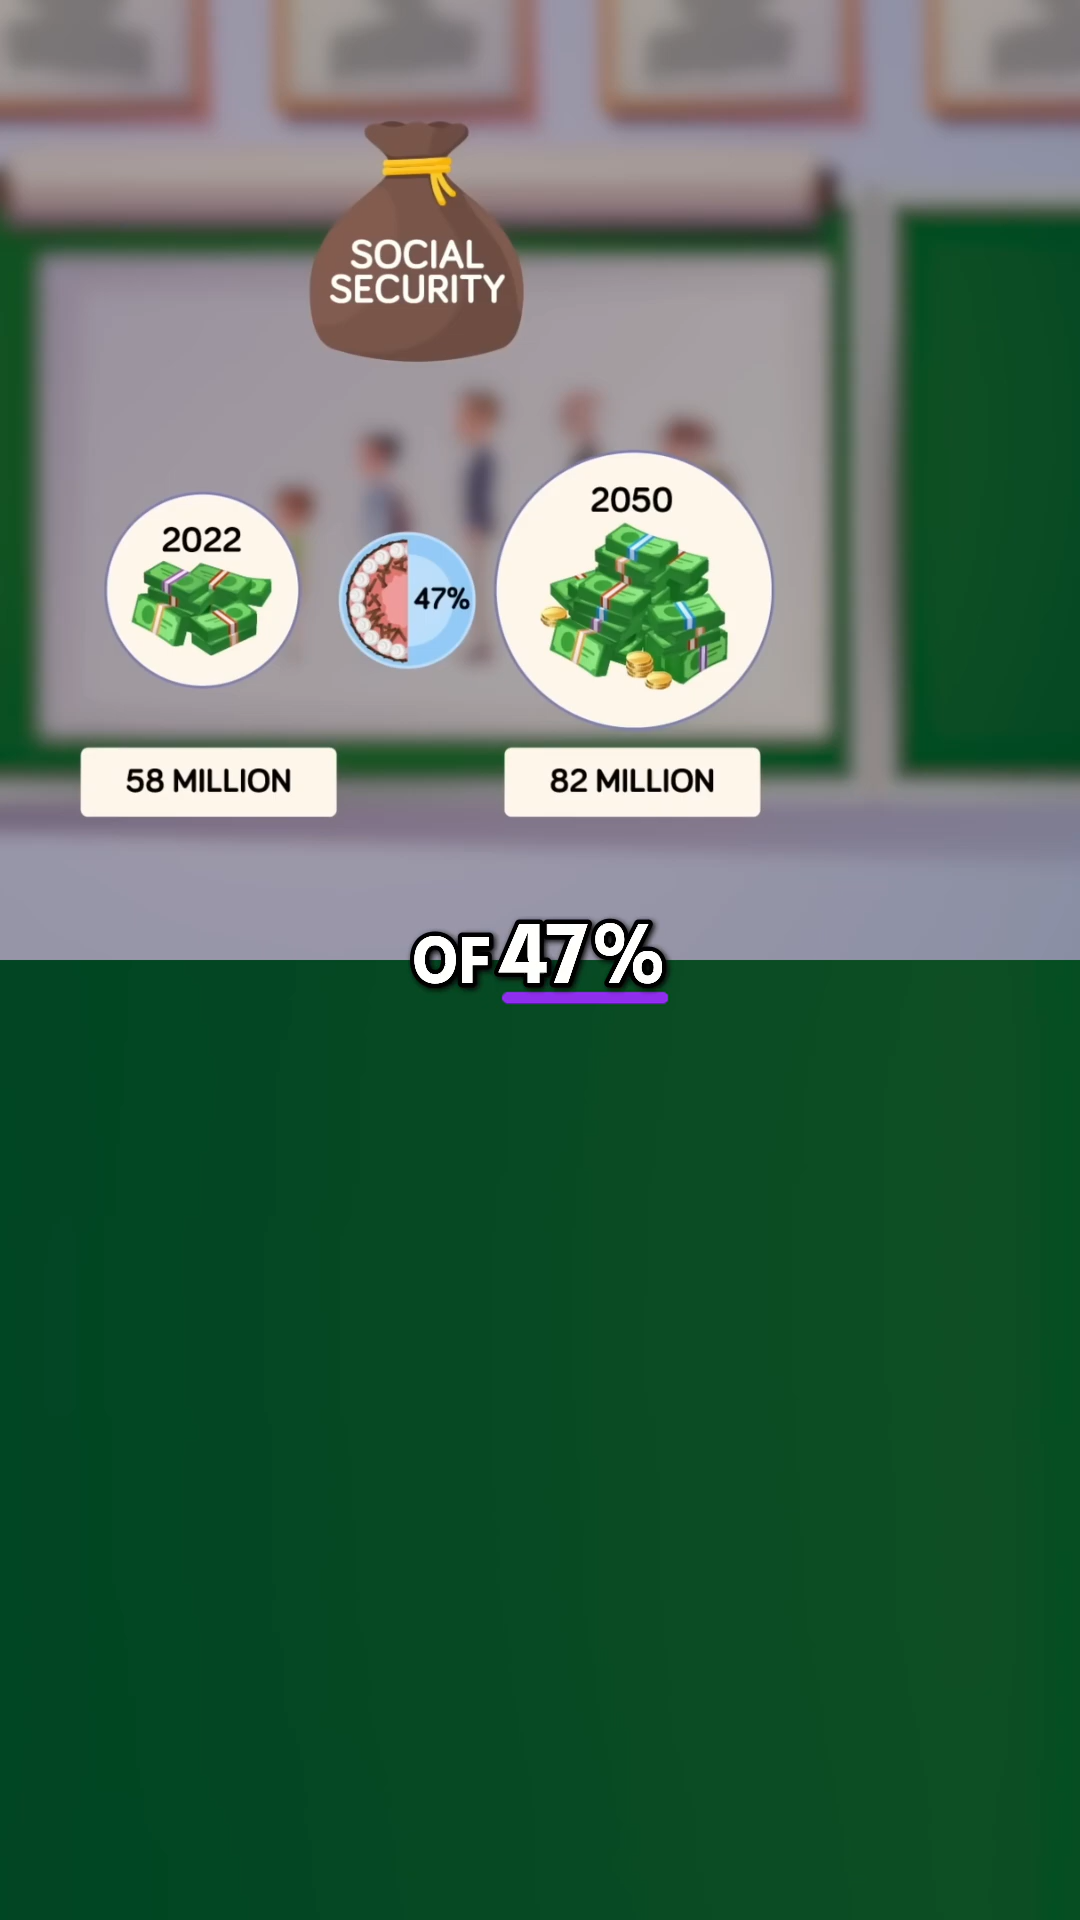 SOCIAL
SECURITY
2022
47%
2050
58 MILLION
82 MILLION
OF 47%